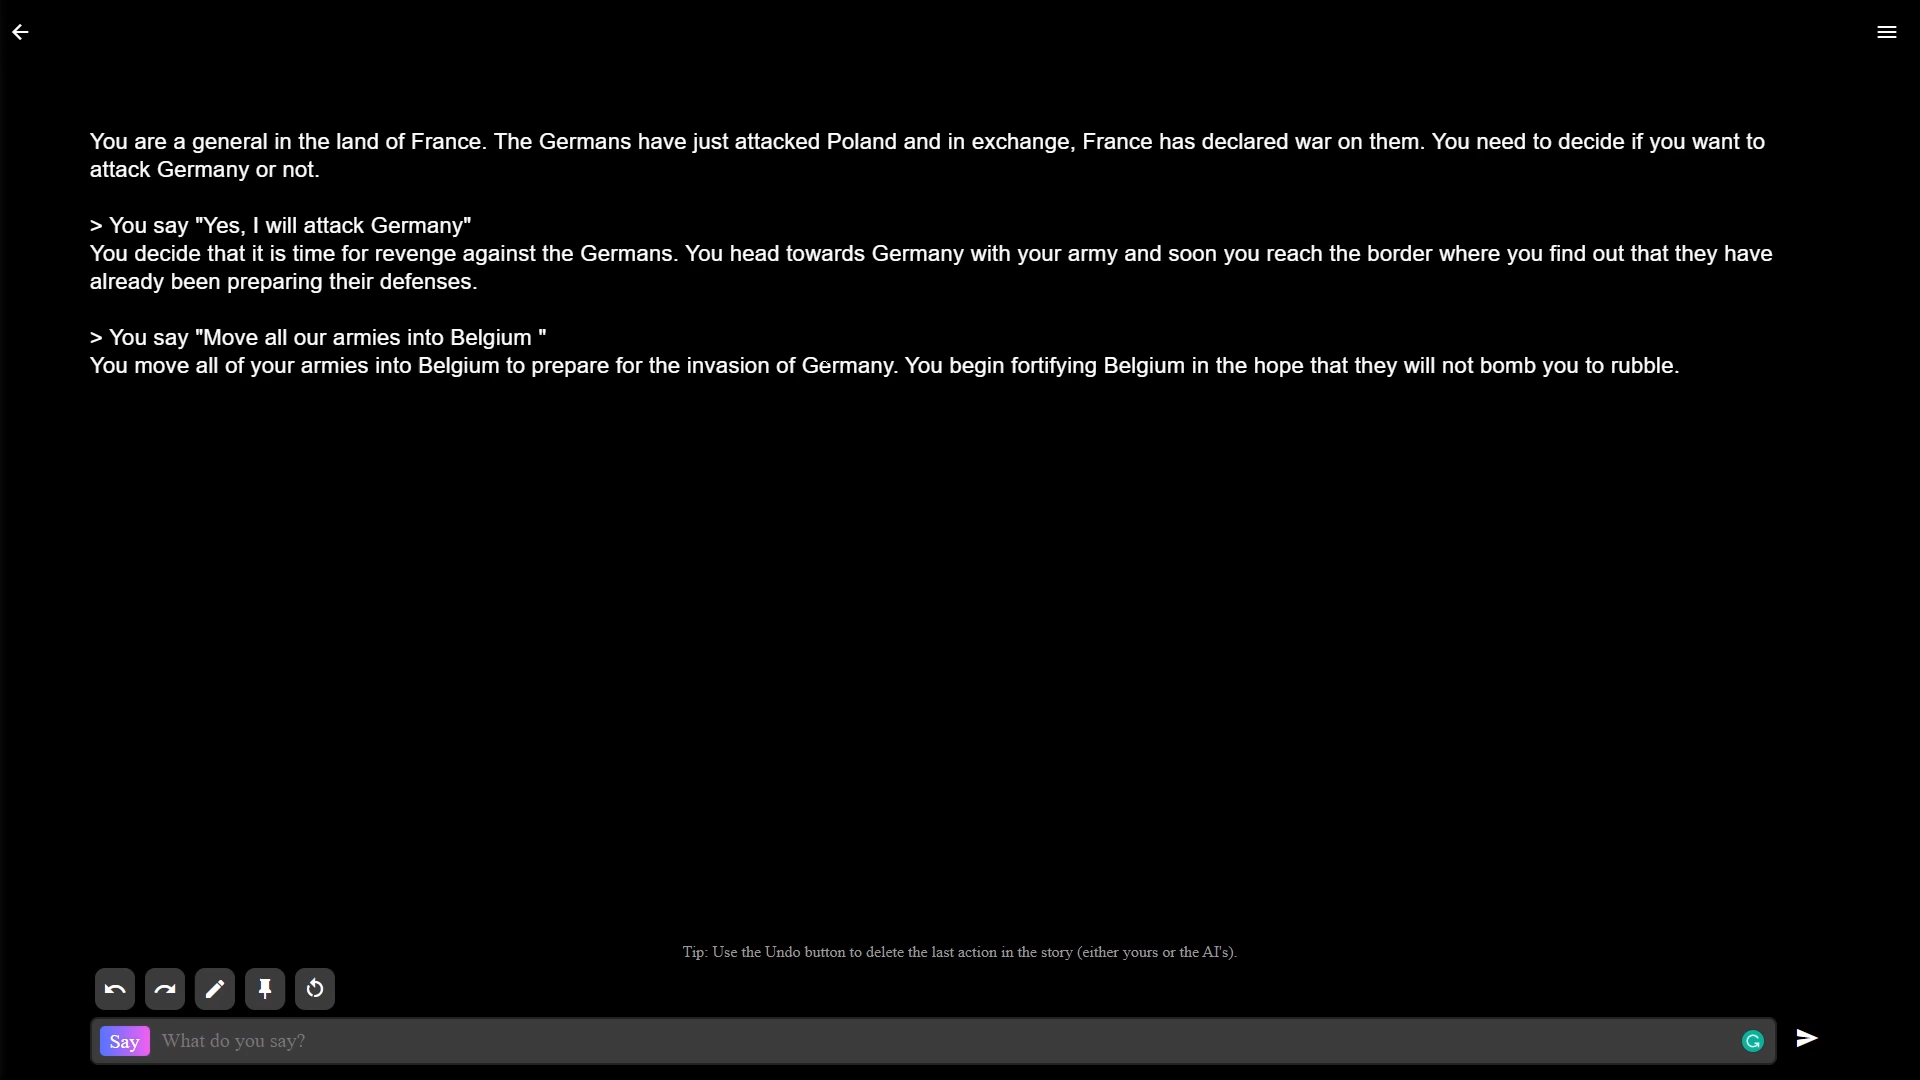 You are a general in the land of France. The Germans have just attacked Poland and in exchange, France has declared war on them. You need to decide if you want to
attack Germany or not.
> You say "Yes, I will attack Germany"
You decide that it is time for revenge against the Germans. You head towards Germany with your army and soon you reach the border where you find out that they have
already been preparing their defenses.
> You say "Move all our armies into Belgium "
You move all of your armies into Belgium to prepare for the invasion of Germany. You begin fortifying Belgium in the hope that they will not bomb you to rubble.
Tip: Use the Undo button to delete the last action in the story (either yours or the AI's).
Say What do you say?